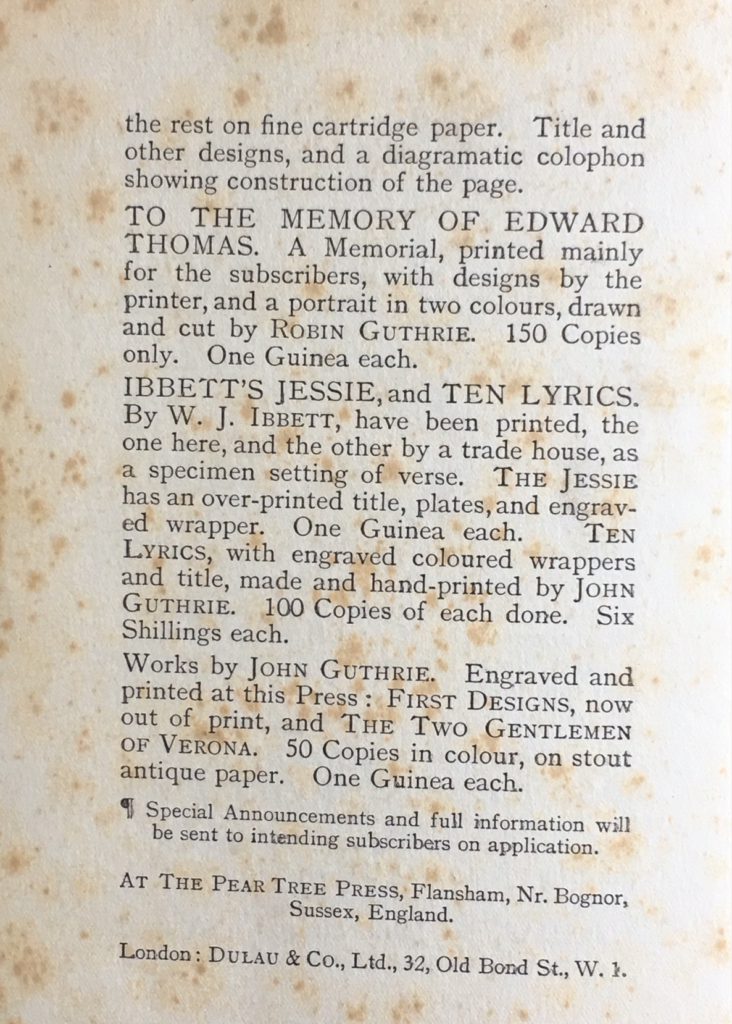 the rest on fine cartridge paper. Title and
other designs, and a diagramatic colophon
showing construction of the page.
TO THE MEMORY OF EDWARD
THOMAS. A Memorial, printed mainly
for the subscribers, with designs by the
printer, and a portrait in two colours, drawn
and cut by ROBIN GUTHRIE. 150 Copies
only. One Guinea each.
IBBETT'S JESSIE, and TEN LYRICS.
By W. J. IBBETT, have been printed, the
one here, and the other by a trade house, as
a specimen setting of verse. THE JESSIE
has an over-printed title, plates, and engrav-
ed wrapper. One Guinea each. TEN
LYRICS, with engraved coloured wrappers
and title, made and hand-printed by JOHN
GUTHRIE. 100 Copies of each done. Six
Shillings each.
Works by JOHN GUTHRIE. Engraved and
printed at this Press: FIRST DESIGNS, now
out of print, and THE TWO GENTLEMEN
OF VERONA. 50 Copies in colour, on stout
antique paper. One Guinea each.
¶ Special Announcements and full information will
be sent to intending subscribers on application.
AT THE PEAR TREE PRESS, Flansham, Nr. Bognor,
Sussex, England.
London: DULAU & Co., Ltd., 32, Old Bond St., W. 1.